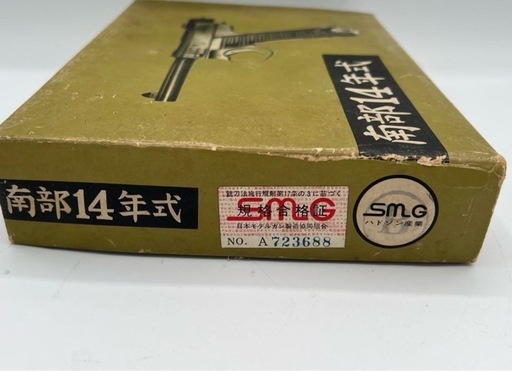 南部14年式
南部14年式
銃刀法施行規則第17条の3に基づく
SMG
規格合格証
日本モデルガン製造協同組合
NO. A723688
SMG
ハドソン産業